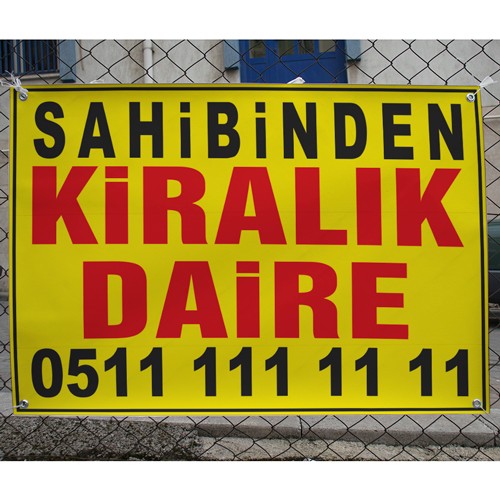 SAHiBiNDEN
KiRALIK
DAiRE
0511 111 11 11